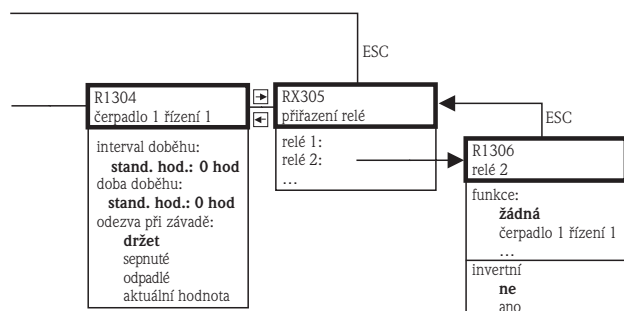 ESC
R1304
čerpadlo 1 řízení 1
interval doběhu:
stand. hod.: 0 hod
doba doběhu:
stand. hod.: 0 hod
odezva při závadě:
držet
sepnuté
odpadlé
aktuální hodnota
RX305
přiřazení relé
relé 1:
relé 2:
...
ESC
R1306
relé 2
funkce:
žádná
čerpadlo 1 řízení 1
...
invertní
ne
ano